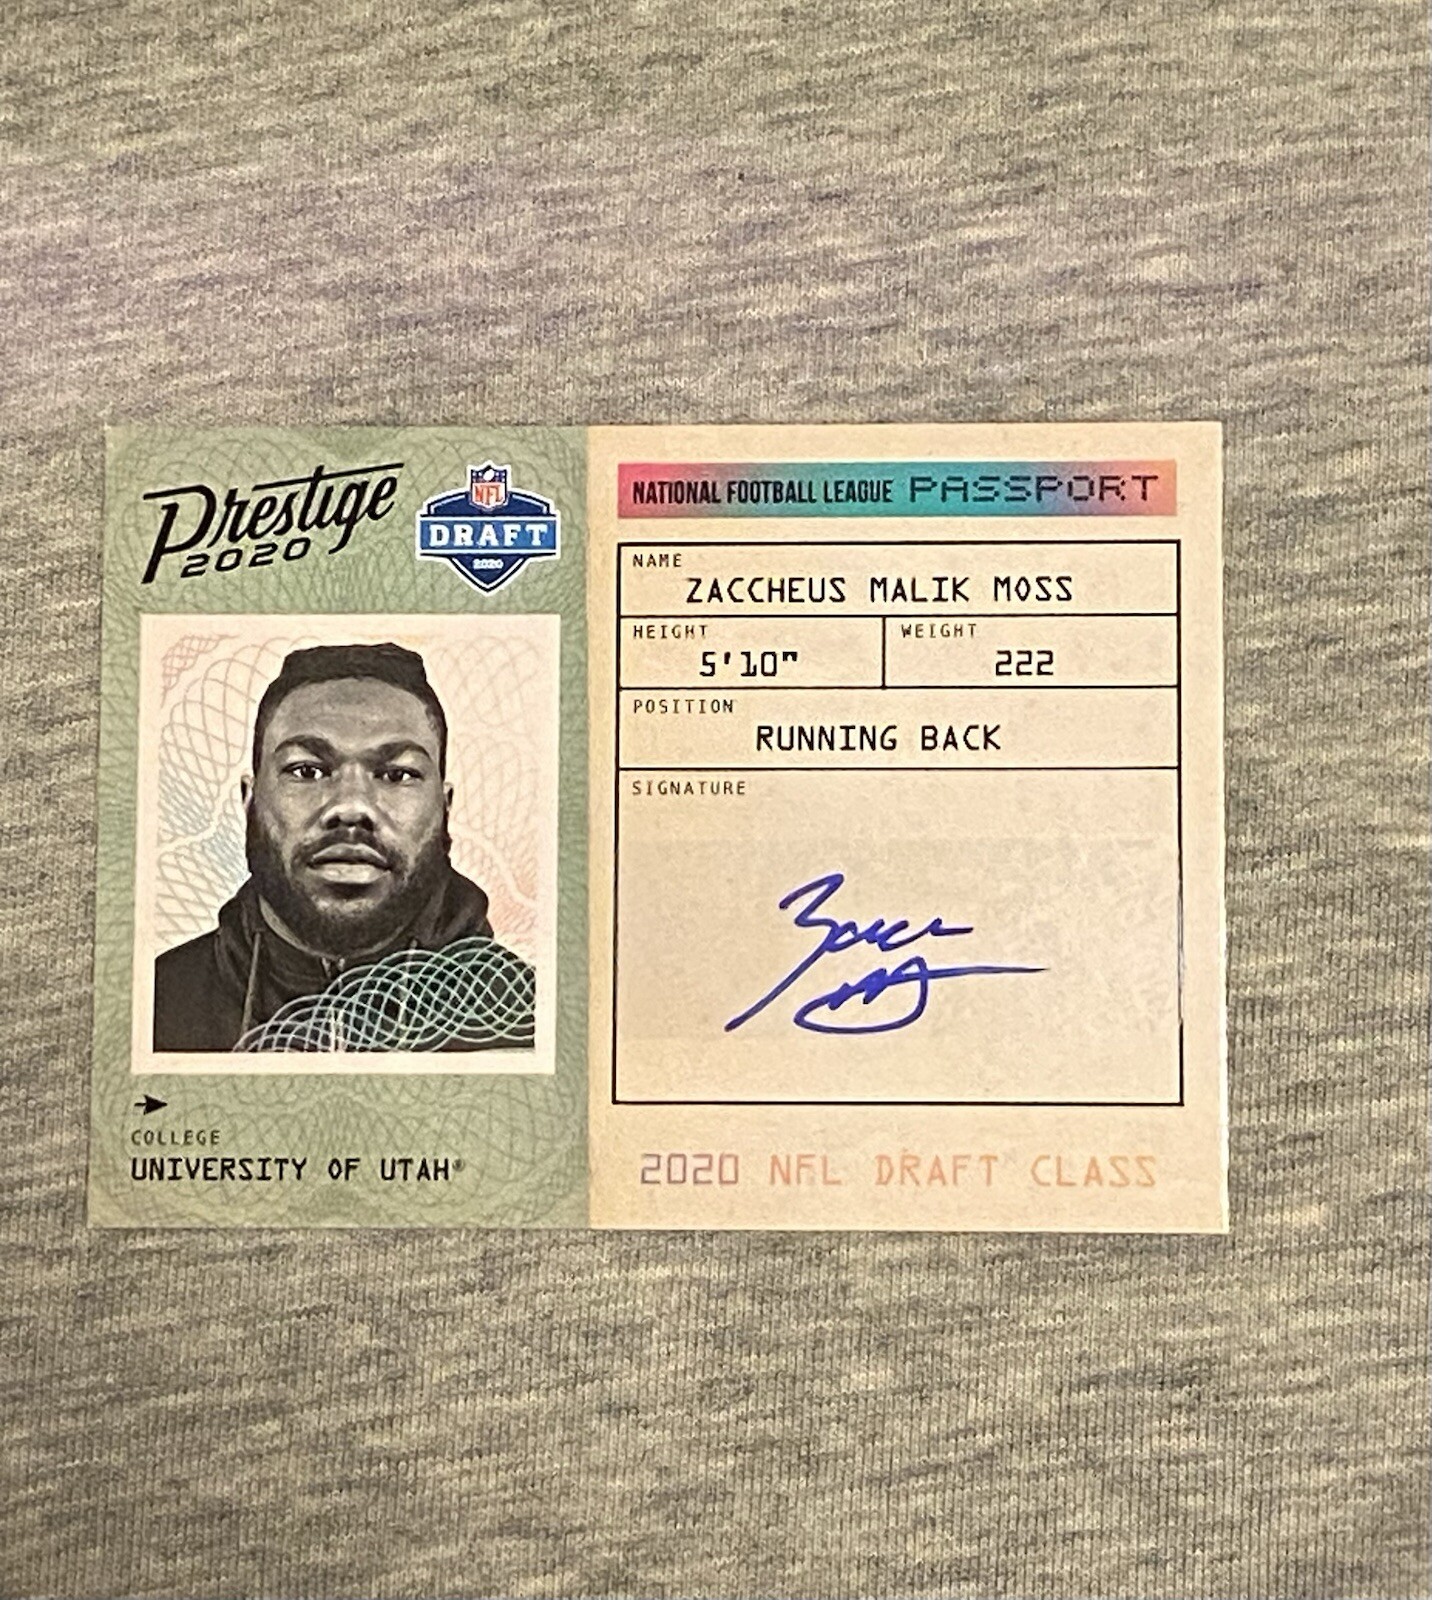 Prestige
2020
NFL
DRAFT
2020
COLLEGE
UNIVERSITY OF UTAH®
NATIONAL FOOTBALL LEAGUE PASSPORT
NAME
ZACCHEUS MALIK MOSS
HEIGHT
5'10"
WEIGHT
222
POSITION
RUNNING BACK
SIGNATURE
2020 NFL DRAFT CLASS